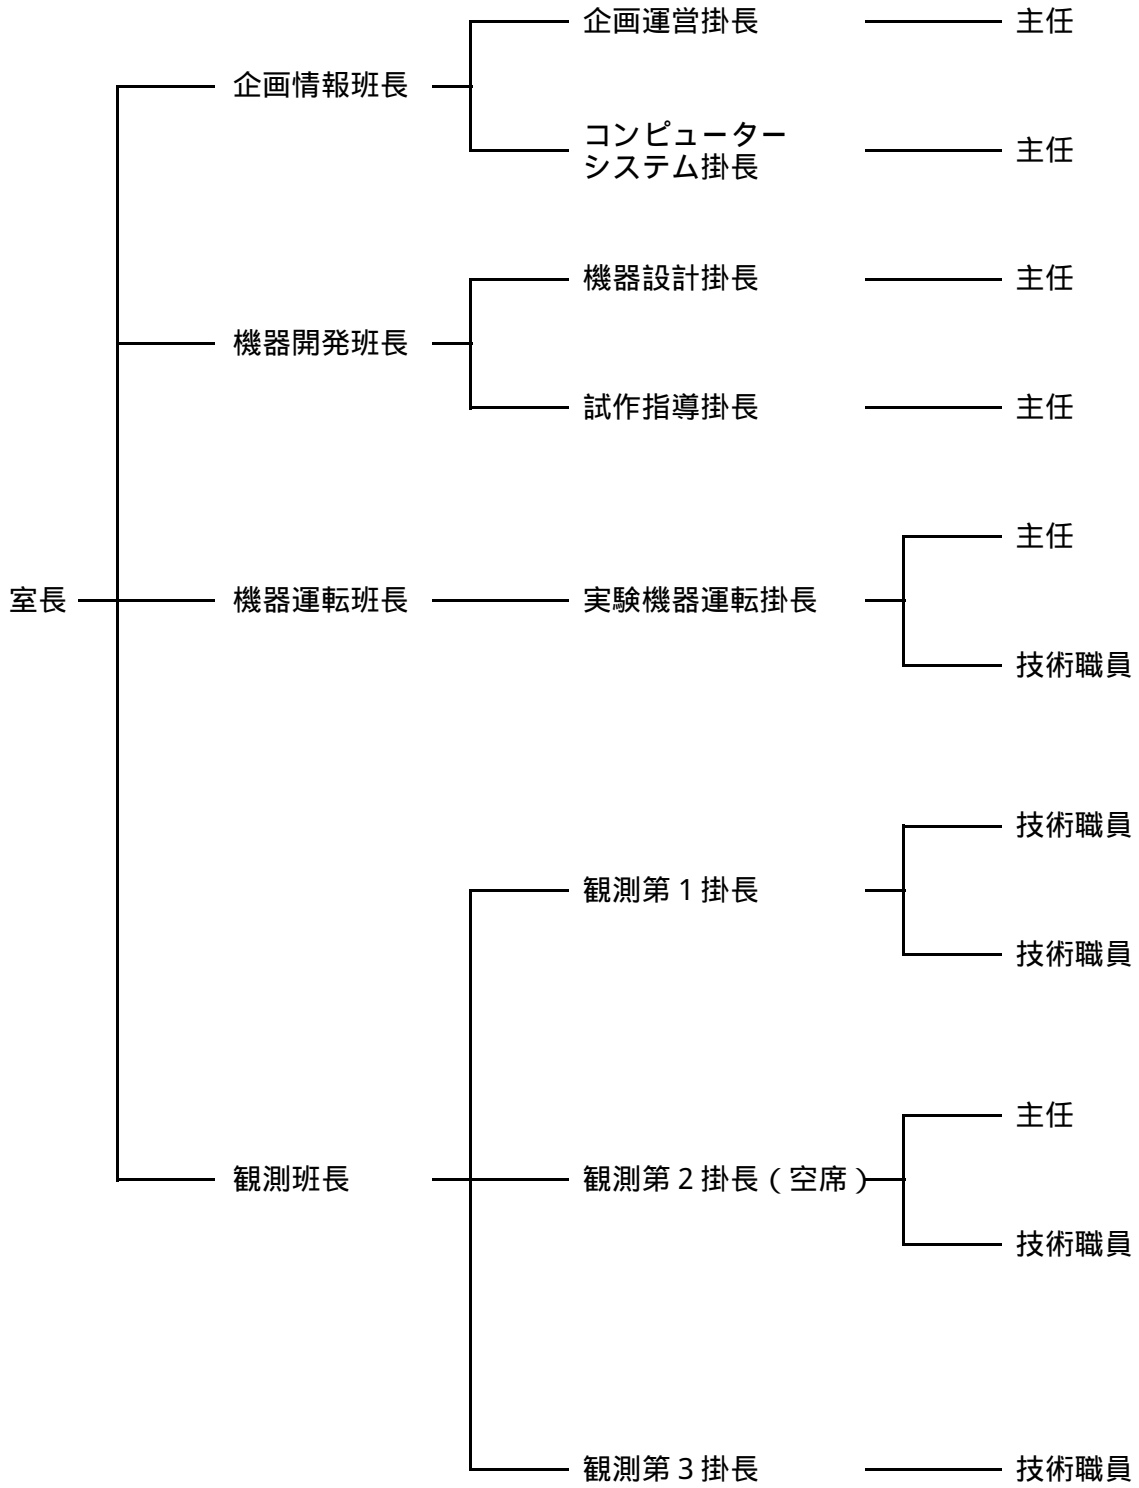 企画運営掛長 主任
企画情報班長
コンピューター
システム掛長 主任
機器設計掛長 主任
機器開発班長
試作指導掛長 主任
主任
室長 機器運転班長 実験機器運転掛長
技術職員
技術職員
観測第1掛長
技術職員
主任
観測班長 観測第2掛長(空席)
技術職員
観測第3掛長 技術職員